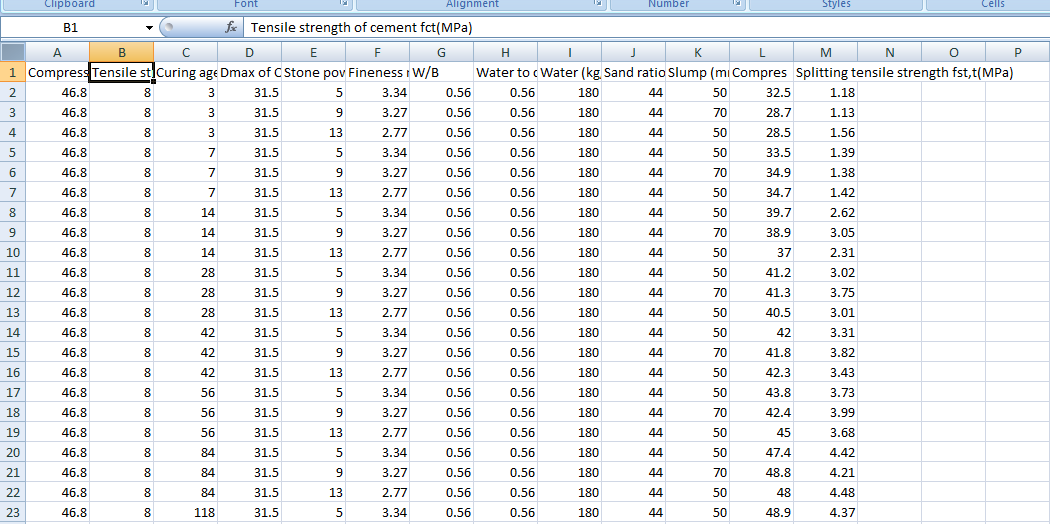 Clipboard Font Alignment Number Styles Cells
B1 fx Tensile strength of cement fct(MPa)
A B C D E F G H I J K L M N O P
1 Compress Tensile st Curing age Dmax of C Stone pow Fineness W/B Water to c Water (kg Sand ratio Slump (m Compres Splitting tensile strength fst,t(MPa)
2 46.8 8 3 31.5 5 3.34 0.56 0.56 180 44 50 32.5 1.18
3 46.8 8 3 31.5 9 3.27 0.56 0.56 180 44 70 28.7 1.13
4 46.8 8 3 31.5 13 2.77 0.56 0.56 180 44 50 28.5 1.56
5 46.8 8 7 31.5 5 3.34 0.56 0.56 180 44 50 33.5 1.39
6 46.8 8 7 31.5 9 3.27 0.56 0.56 180 44 70 34.9 1.38
7 46.8 8 7 31.5 13 2.77 0.56 0.56 180 44 50 34.7 1.42
8 46.8 8 14 31.5 5 3.34 0.56 0.56 180 44 50 39.7 2.62
9 46.8 8 14 31.5 9 3.27 0.56 0.56 180 44 70 38.9 3.05
10 46.8 8 14 31.5 13 2.77 0.56 0.56 180 44 50 37 2.31
11 46.8 8 28 31.5 5 3.34 0.56 0.56 180 44 50 41.2 3.02
12 46.8 8 28 31.5 9 3.27 0.56 0.56 180 44 70 41.3 3.75
13 46.8 8 28 31.5 13 2.77 0.56 0.56 180 44 50 40.5 3.01
14 46.8 8 42 31.5 5 3.34 0.56 0.56 180 44 50 42 3.31
15 46.8 8 42 31.5 9 3.27 0.56 0.56 180 44 70 41.8 3.82
16 46.8 8 42 31.5 13 2.77 0.56 0.56 180 44 50 42.3 3.43
17 46.8 8 56 31.5 5 3.34 0.56 0.56 180 44 50 43.8 3.73
18 46.8 8 56 31.5 9 3.27 0.56 0.56 180 44 70 42.4 3.99
19 46.8 8 56 31.5 13 2.77 0.56 0.56 180 44 50 45 3.68
20 46.8 8 84 31.5 5 3.34 0.56 0.56 180 44 50 47.4 4.42
21 46.8 8 84 31.5 9 3.27 0.56 0.56 180 44 70 48.8 4.21
22 46.8 8 84 31.5 13 2.77 0.56 0.56 180 44 50 48 4.48
23 46.8 8 118 31.5 5 3.34 0.56 0.56 180 44 50 48.9 4.37